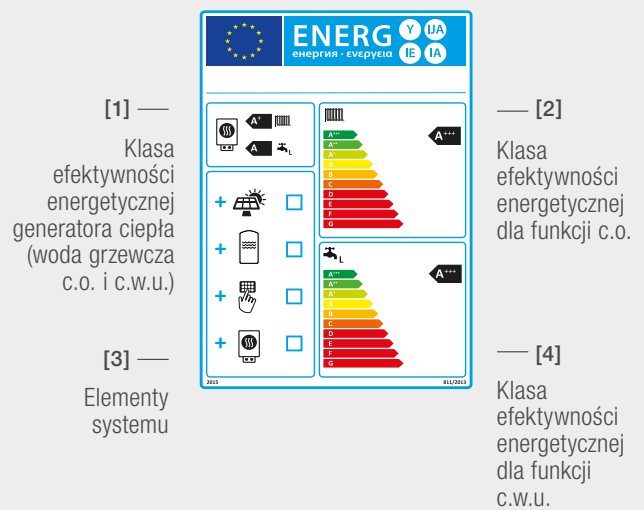 ENERG
енергия · ενεργεια
Y IJA
IE IA
[1]
Klasa
efektywności
energetycznej
generatora ciepła
(woda grzewcza
c.o. i c.w.u.)
A+
A
L
A+++
A++
A+
A
B
C
D
E
F
G
A+++
[2]
Klasa
efektywności
energetycznej
dla funkcji c.o.
+
+
+
+
[3]
Elementy
systemu
L
A+++
A++
A+
A
B
C
D
E
F
G
A+++
[4]
Klasa
efektywności
energetycznej
dla funkcji
c.w.u.
2015
811/2013